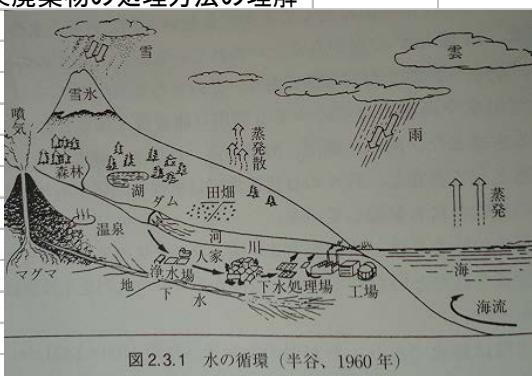 廃棄物の処理方法の理解
雪
雲
雪氷
噴気
雨
森林
湖
蒸発散
ダム
田畑
蒸発
温泉
河川
人家
浄水場
マグマ
地下水
下水処理場
工場
海
海流
図 2.3.1 水の循環（半谷、1960 年）